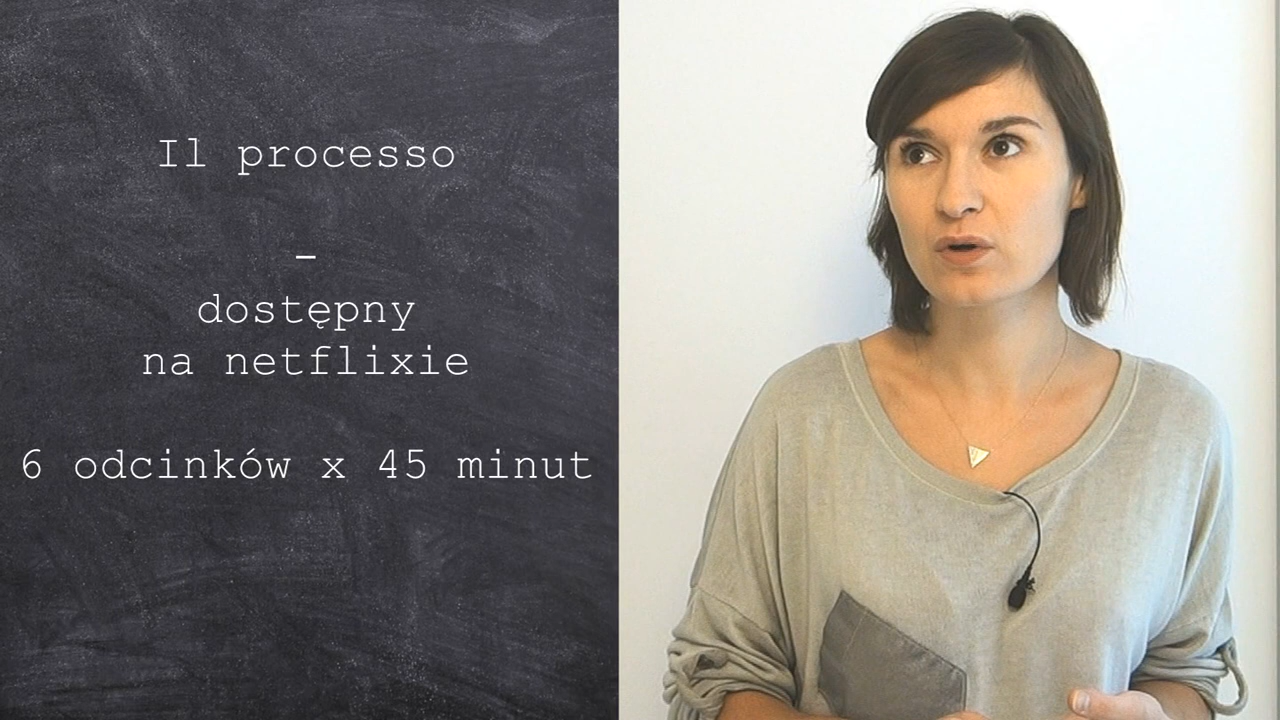 Il processo
–
dostępny
na netflixie
6 odcinków x 45 minut